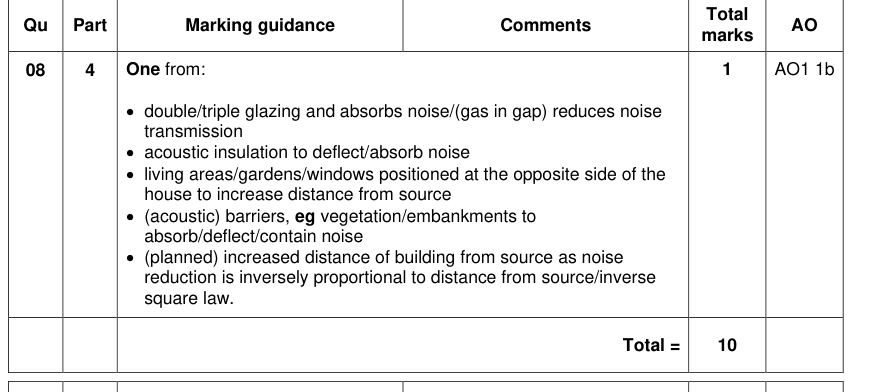 Qu Part Marking guidance Comments Total marks AO
08 4 One from: 1 AO1 1b
• double/triple glazing and absorbs noise/(gas in gap) reduces noise
transmission
• acoustic insulation to deflect/absorb noise
• living areas/gardens/windows positioned at the opposite side of the
house to increase distance from source
• (acoustic) barriers, eg vegetation/embankments to
absorb/deflect/contain noise
• (planned) increased distance of building from source as noise
reduction is inversely proportional to distance from source/inverse
square law.
Total = 10